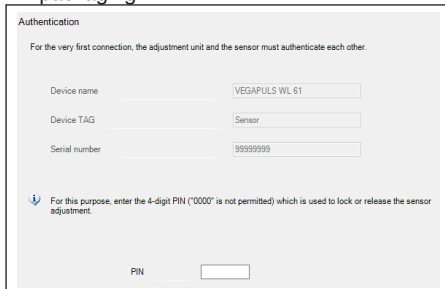 Authentication
For the very first connection, the adjustment unit and the sensor must authenticate each other.
Device name VEGAPULS WL 61
Device TAG Sensor
Serial number 99999999
For this purpose, enter the 4-digit PIN ("0000" is not permitted) which is used to lock or release the sensor
adjustment.
PIN